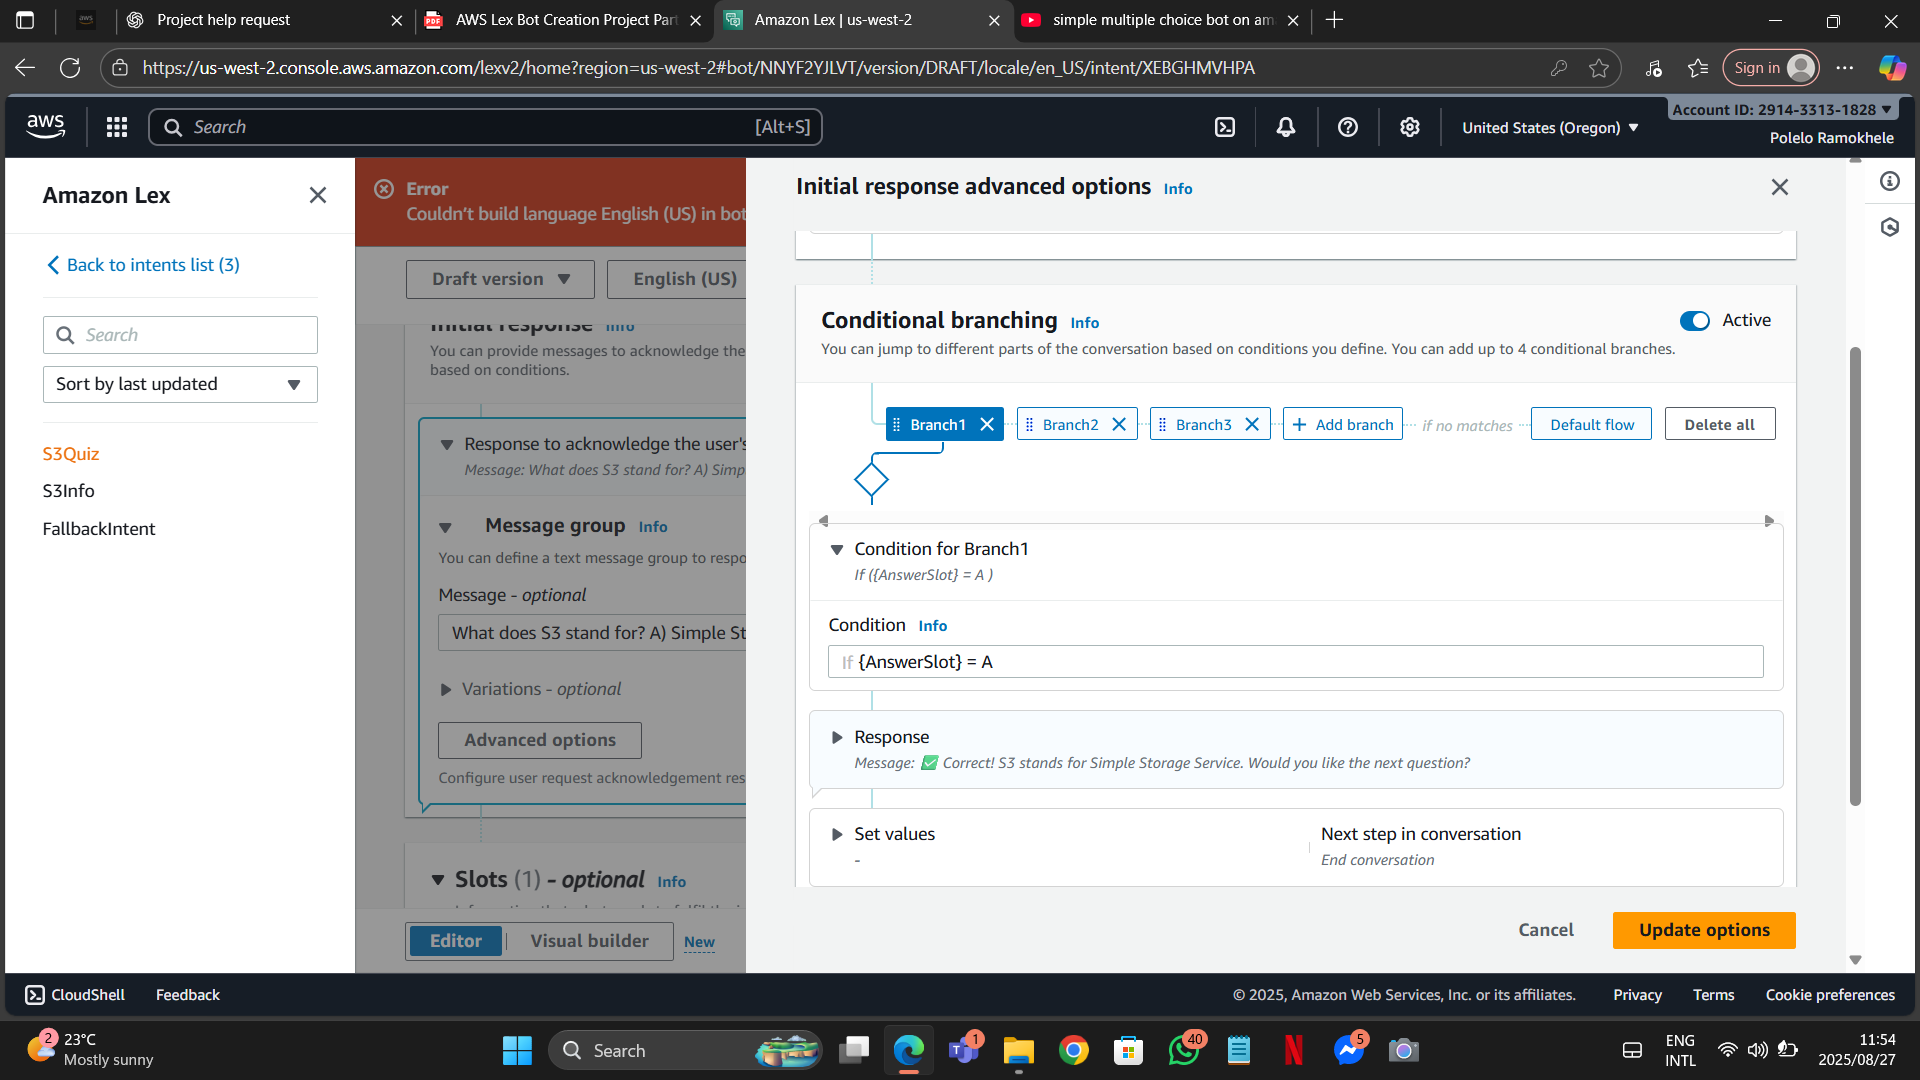 aws
Project help request
PDF
AWS Lex Bot Creation Project Part
Amazon Lex | us-west-2
simple multiple choice bot on am
https://us-west-2.console.aws.amazon.com/lexv2/home?region=us-west-2#bot/NNYF2YJLVT/version/DRAFT/locale/en_US/intent/XEBGHMVHPA
Sign in
aws
Search
[Alt+S]
United States (Oregon)
Account ID: 2914-3313-1828
Polelo Ramokhele
Amazon Lex
Back to intents list (3)
Search
Sort by last updated
S3Quiz
S3Info
FallbackIntent
Error
Couldn't build language English (US) in bot
Draft version
English (US)
Initial response Info
You can provide messages to acknowledge the
based on conditions.
Response to acknowledge the user's
Message: What does S3 stand for? A) Simp
Message group Info
You can define a text message group to respo
Message - optional
What does S3 stand for? A) Simple St
Variations - optional
Advanced options
Configure user request acknowledgement res
Slots (1) - optional Info
Editor
Visual builder
New
Initial response advanced options Info
Conditional branching Info
Active
You can jump to different parts of the conversation based on conditions you define. You can add up to 4 conditional branches.
Branch1
Branch2
Branch3
+ Add branch
if no matches
Default flow
Delete all
Condition for Branch1
If ({AnswerSlot} = A )
Condition Info
If {AnswerSlot} = A
Response
Message: ✅ Correct! S3 stands for Simple Storage Service. Would you like the next question?
Set values
-
Next step in conversation
End conversation
Cancel
Update options
CloudShell
Feedback
© 2025, Amazon Web Services, Inc. or its affiliates.
Privacy
Terms
Cookie preferences
2
23°C
Mostly sunny
Search
1
40
5
ENG
INTL
11:54
2025/08/27